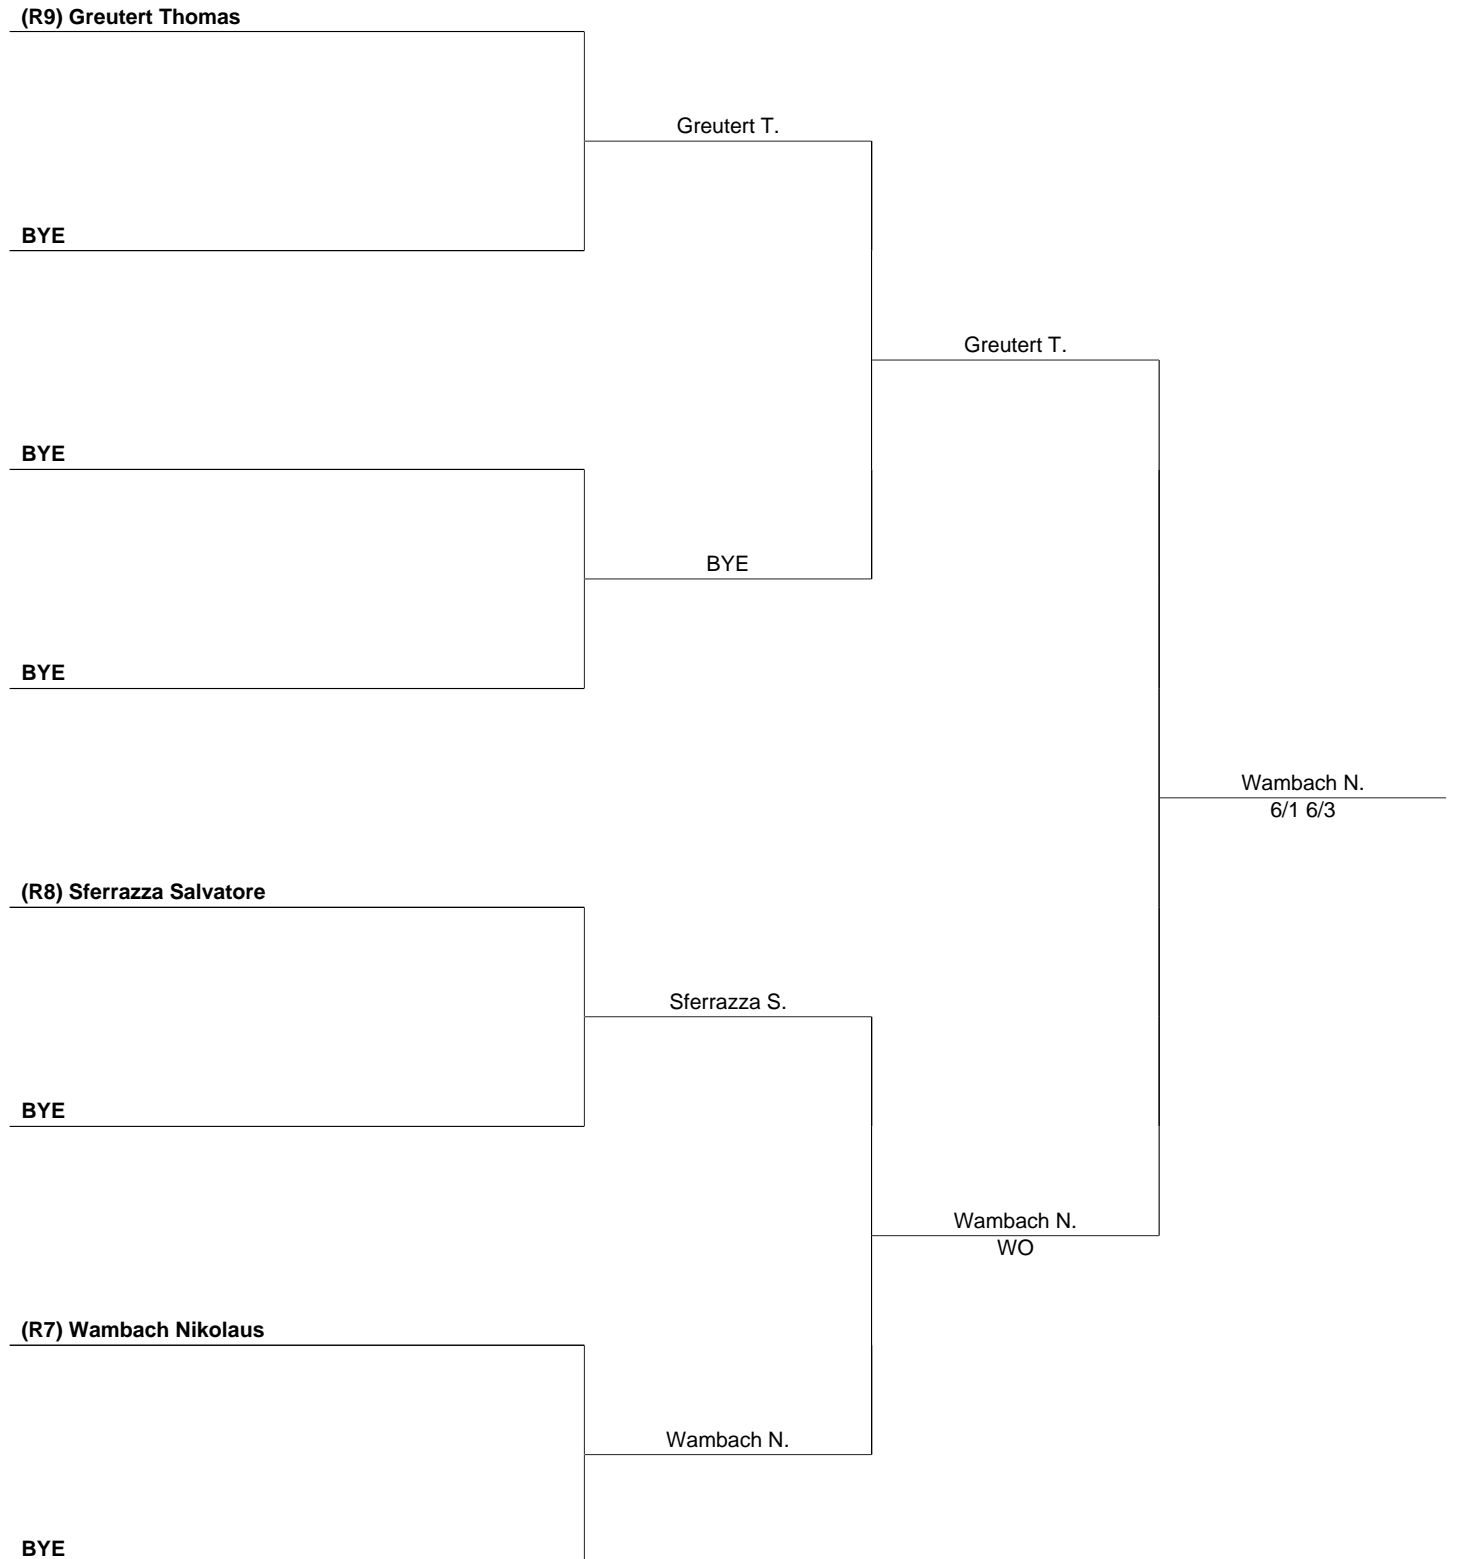 (R9) Greutert Thomas
Greutert T.
BYE
Greutert T.
BYE
BYE
BYE
Wambach N.
6/1 6/3
(R8) Sferrazza Salvatore
Sferrazza S.
BYE
Wambach N.
WO
(R7) Wambach Nikolaus
Wambach N.
BYE